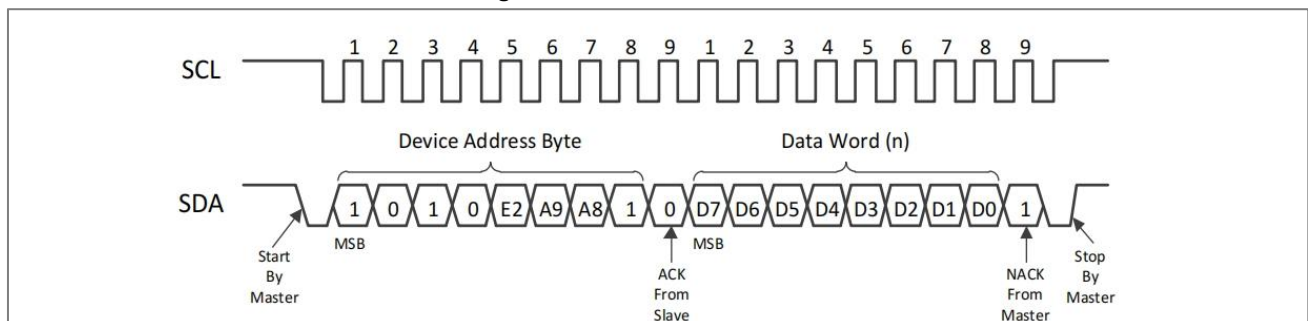 1 2 3 4 5 6 7 8 9 1 2 3 4 5 6 7 8 9
SCL
Device Address Byte Data Word (n)
SDA 1 0 1 0 E2 A9 A8 1 0 D7 D6 D5 D4 D3 D2 D1 D0 1
MSB MSB
Start By Master
ACK From Slave
NACK From Master
Stop By Master